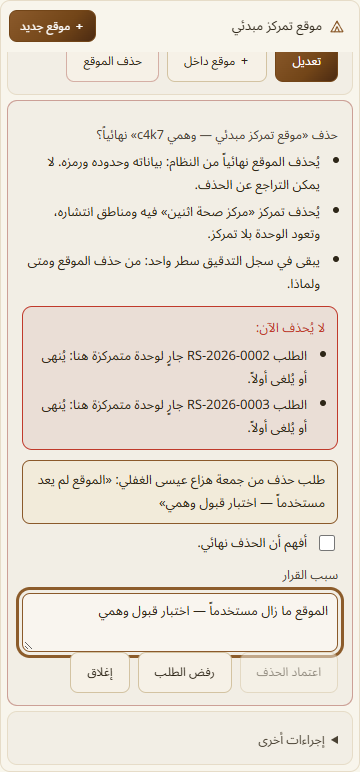 موقع تمركز مبدئي
+ موقع جديد
تعديل
+ موقع داخل
حذف الموقع
حذف «موقع تمركز مبدئي — وهمي c4k7» نهائياً؟
يُحذف الموقع نهائياً من النظام: بياناته وحدوده ورمزه. لا
يمكن التراجع عن الحذف.
يُحذف تمركز «مركز صحة اثنين» فيه ومناطق انتشاره،
وتعود الوحدة بلا تمركز.
يبقى في سجل التدقيق سطر واحد: من حذف الموقع ومتى
ولماذا.
لا يُحذف الآن:
الطلب RS-2026-0002 جارٍ لوحدة متمركزة هنا: يُنهى
أو يُلغى أولاً.
الطلب RS-2026-0003 جارٍ لوحدة متمركزة هنا: يُنهى
أو يُلغى أولاً.
طلب حذف من جمعة هزاع عيسى الغفلي: «الموقع لم يعد
مستخدماً — اختبار قبول وهمي»
أفهم أن الحذف نهائي.
سبب القرار
الموقع ما زال مستخدماً — اختبار قبول وهمي
اعتماد الحذف
رفض الطلب
إغلاق
إجراءات أخرى